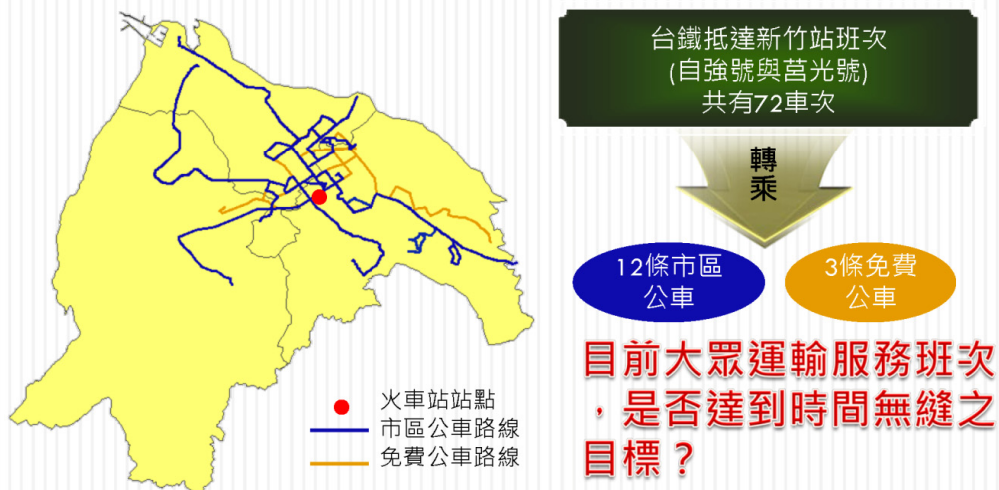 台鐵抵達新竹站班次
(自強號與莒光號)
共有72車次
轉
乘
12條市區
公車
3條免費
公車
目前大眾運輸服務班次
，是否達到時間無縫之
目標？
火車站站點
市區公車路線
免費公車路線